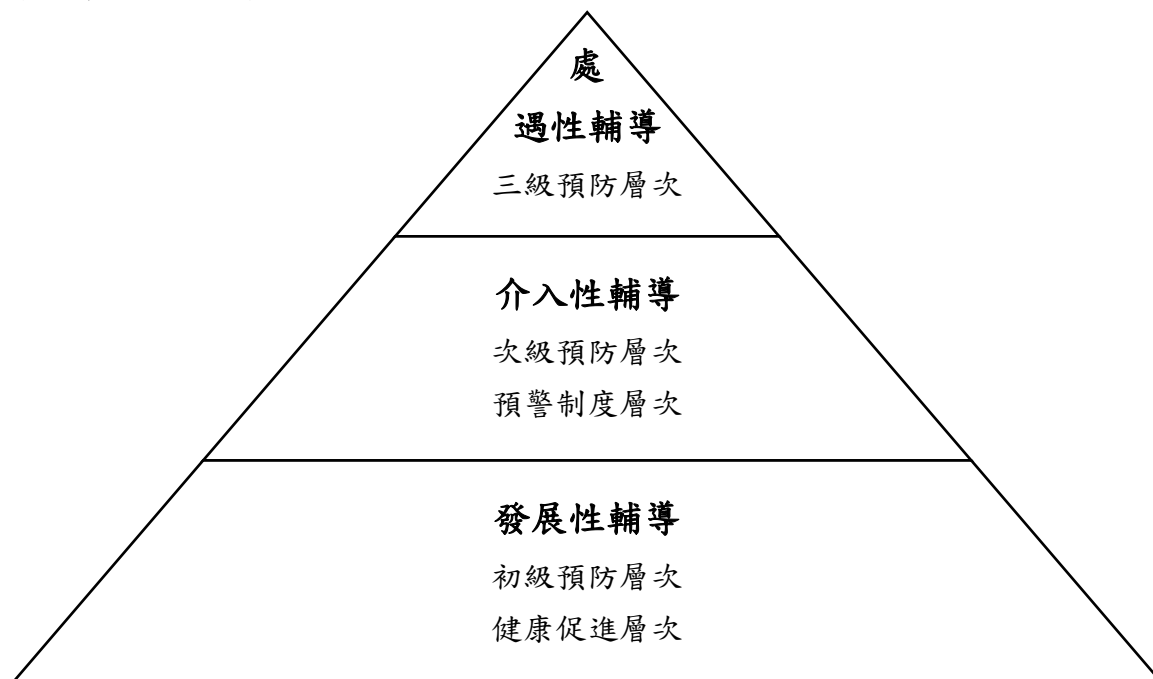 處
遇性輔導
三級預防層次
介入性輔導
次級預防層次
預警制度層次
發展性輔導
初級預防層次
健康促進層次